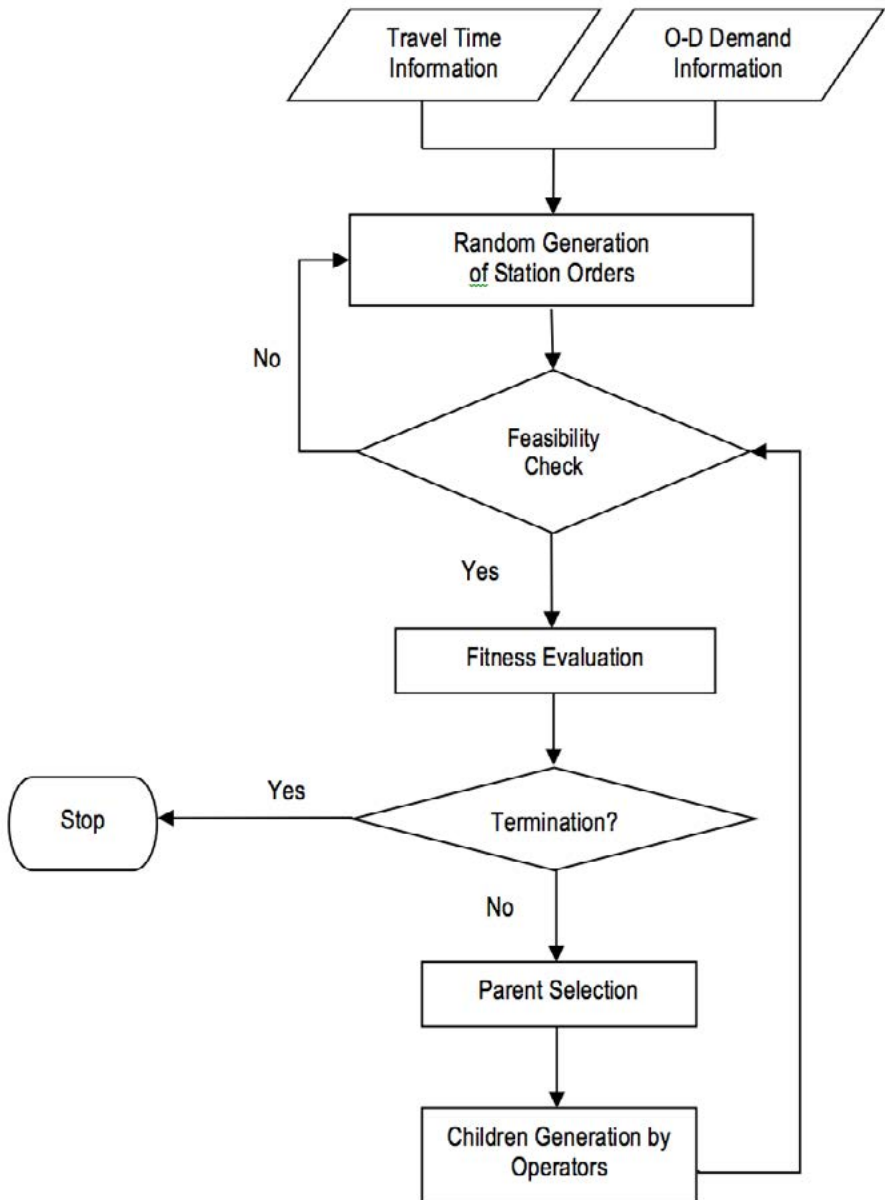 Travel Time
Information
O-D Demand
Information
Random Generation
of Station Orders
No
Feasibility
Check
Yes
Fitness Evaluation
Yes
Stop
Termination?
No
Parent Selection
Children Generation by
Operators